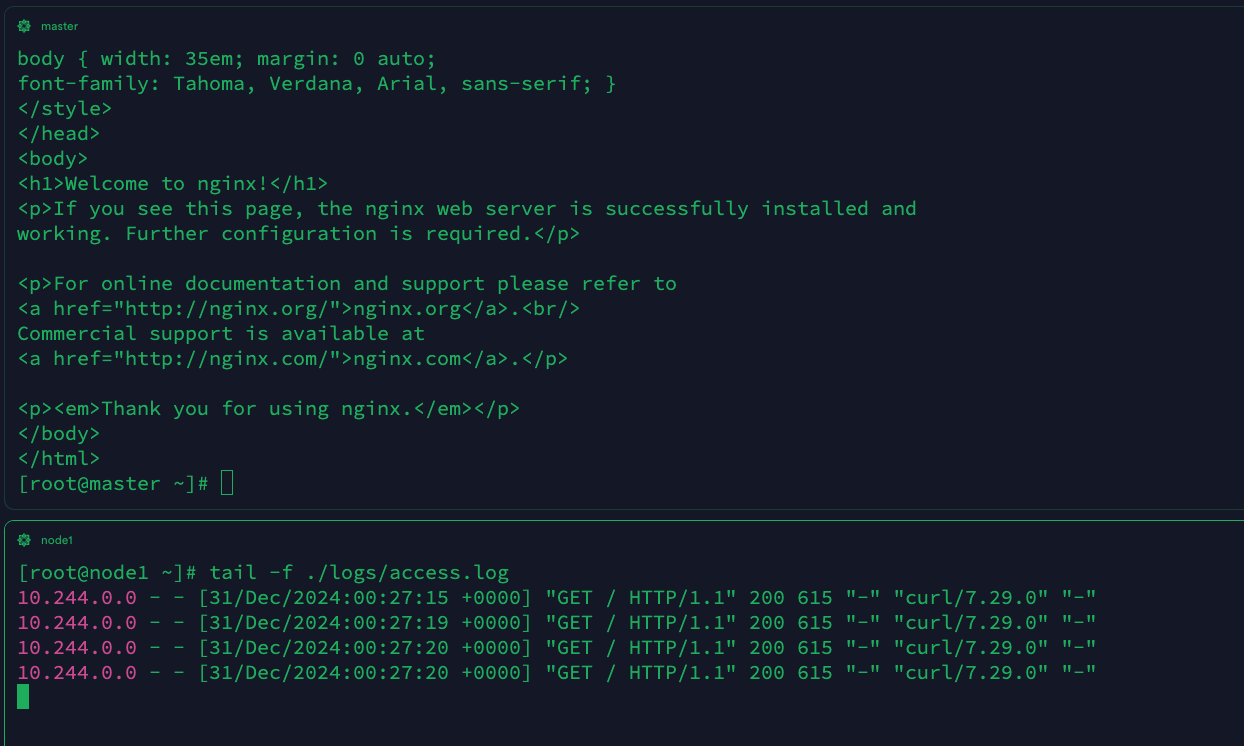 master
body { width: 35em; margin: 0 auto;
font-family: Tahoma, Verdana, Arial, sans-serif; }
</style>
</head>
<body>
<h1>Welcome to nginx!</h1>
<p>If you see this page, the nginx web server is successfully installed and
working. Further configuration is required.</p>
<p>For online documentation and support please refer to
<a href="http://nginx.org/">nginx.org</a>.<br/>
Commercial support is available at
<a href="http://nginx.com/">nginx.com</a>.</p>
<p><em>Thank you for using nginx.</em></p>
</body>
</html>
[root@master ~]#
node1
[root@node1 ~]# tail -f ./logs/access.log
10.244.0.0 - - [31/Dec/2024:00:27:15 +0000] "GET / HTTP/1.1" 200 615 "-" "curl/7.29.0" "-"
10.244.0.0 - - [31/Dec/2024:00:27:19 +0000] "GET / HTTP/1.1" 200 615 "-" "curl/7.29.0" "-"
10.244.0.0 - - [31/Dec/2024:00:27:20 +0000] "GET / HTTP/1.1" 200 615 "-" "curl/7.29.0" "-"
10.244.0.0 - - [31/Dec/2024:00:27:20 +0000] "GET / HTTP/1.1" 200 615 "-" "curl/7.29.0" "-"